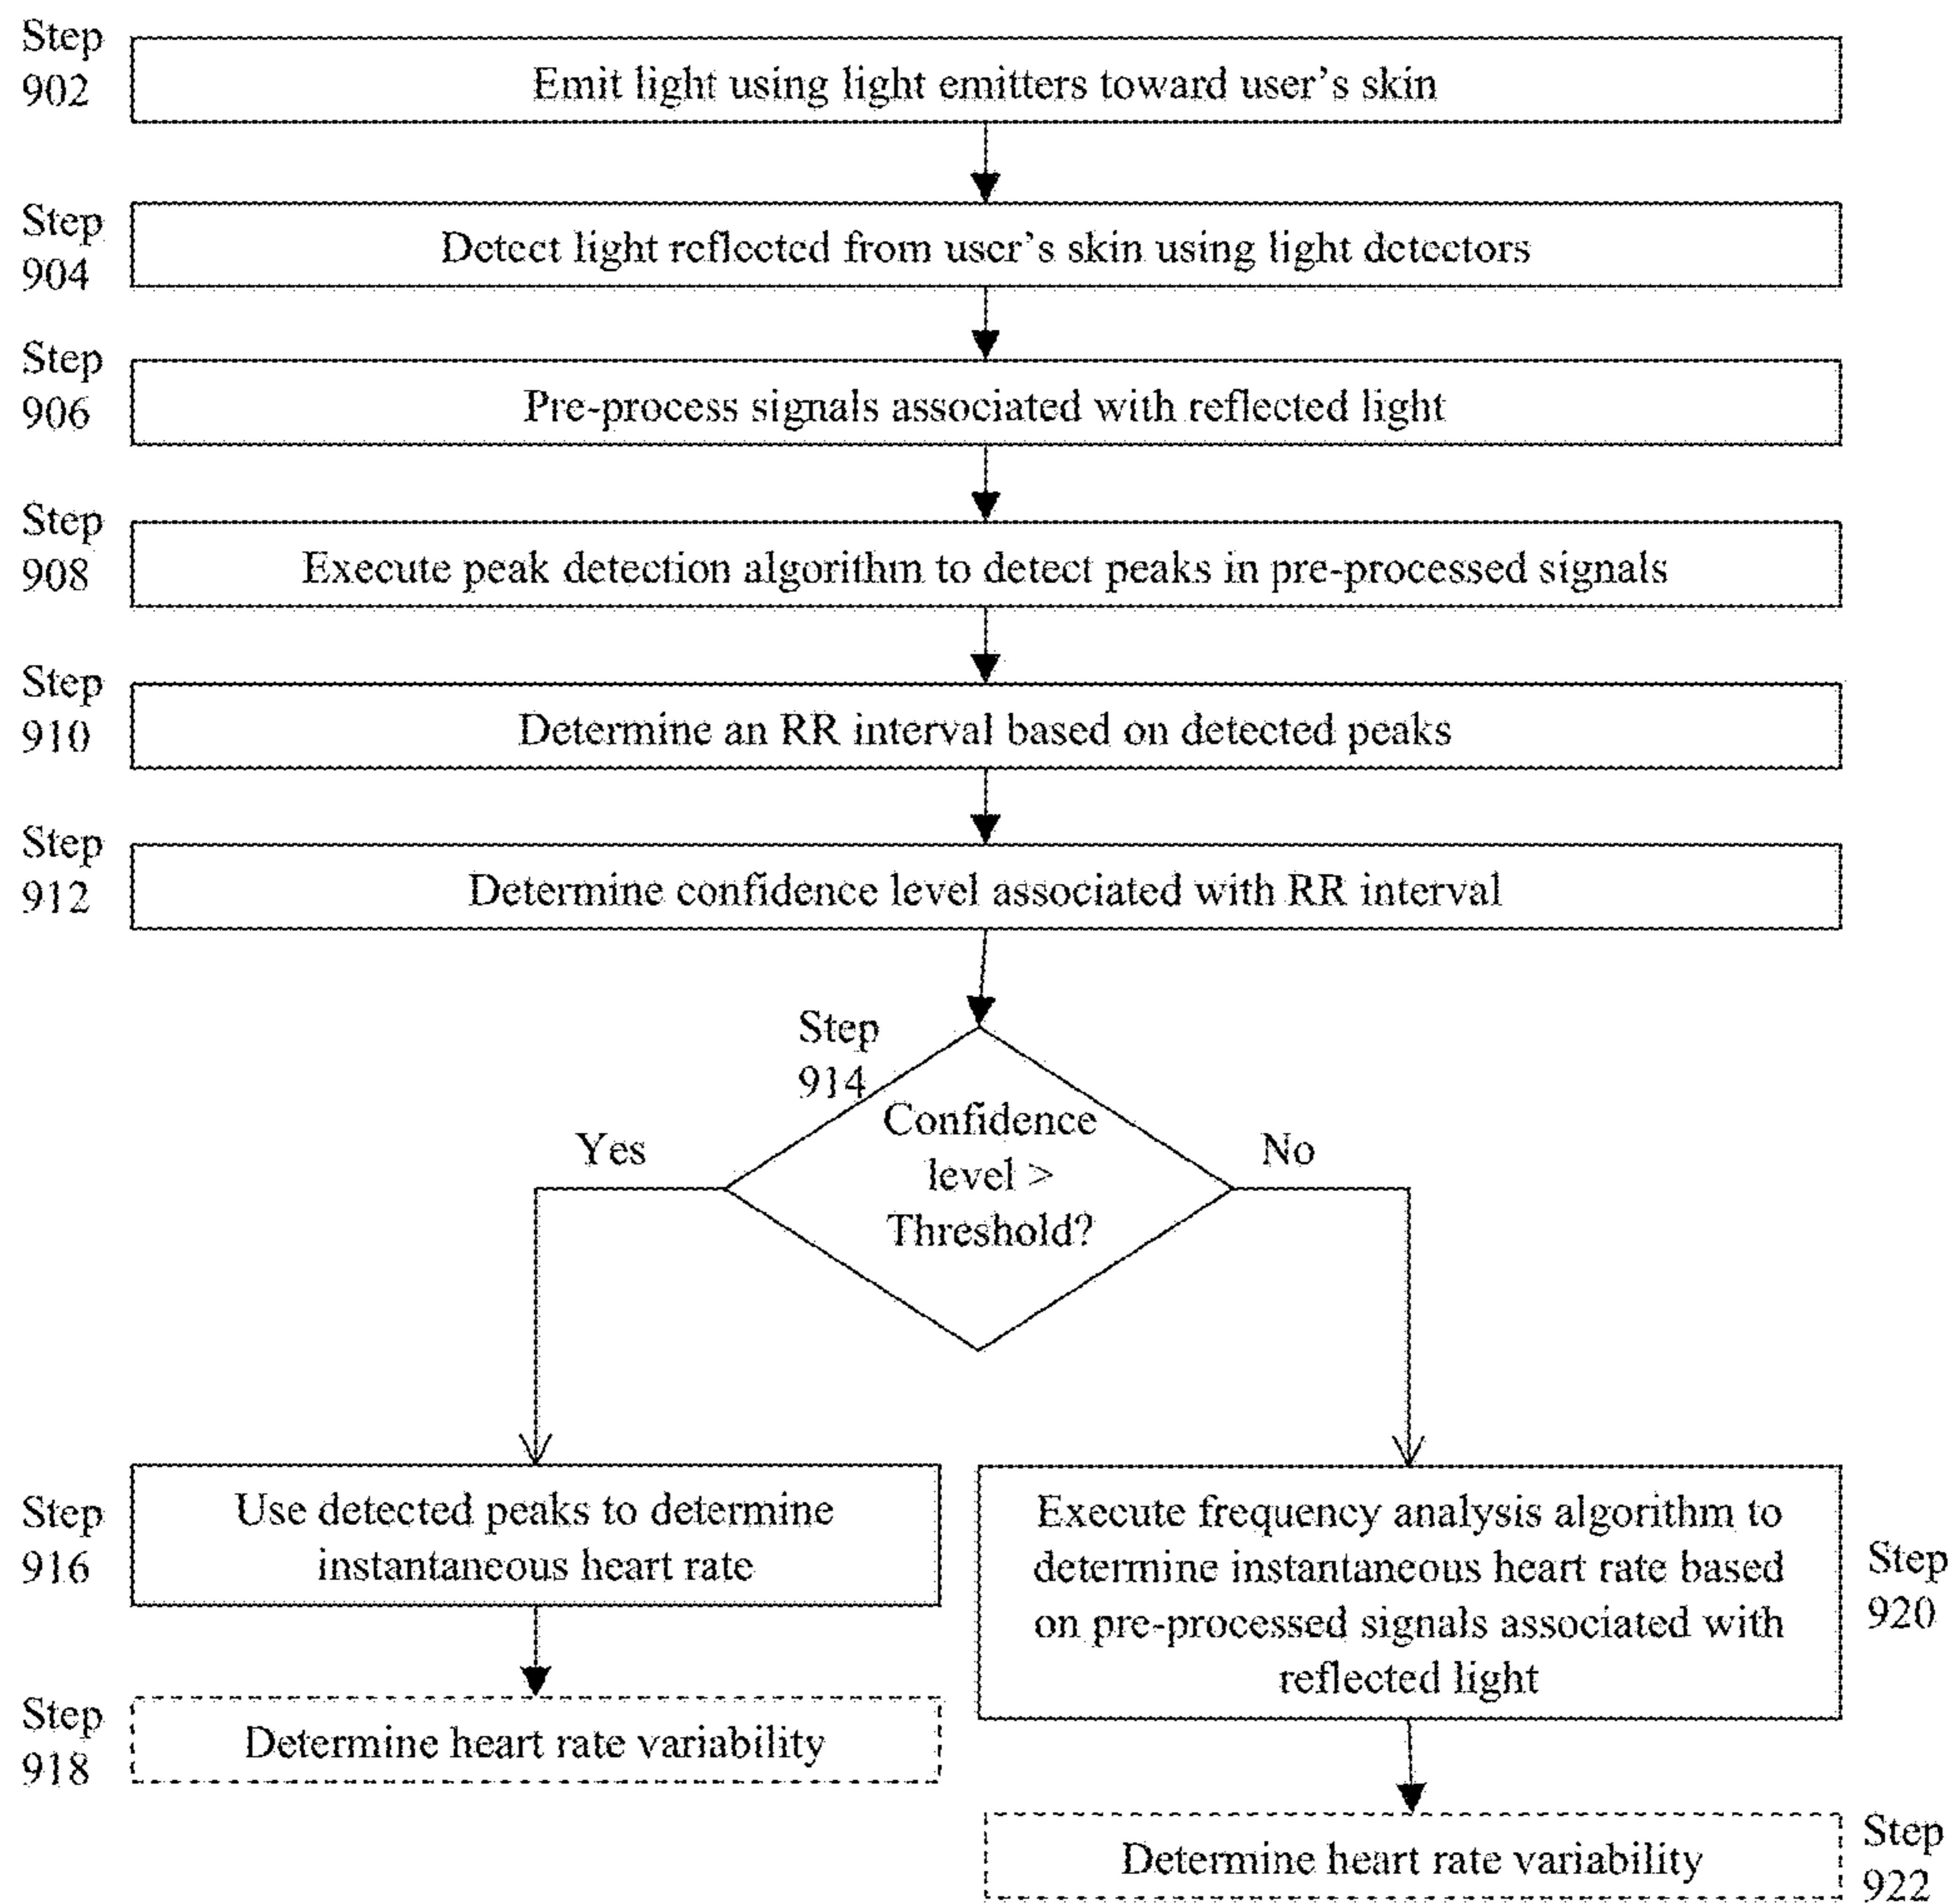 Step
902
Emit light using light emitters toward user's skin
Step
904
Detect light reflected from user's skin using light detectors
Step
906
Pre-process signals associated with reflected light
Step
908
Execute peak detection algorithm to detect peaks in pre-processed signals
Step
910
Determine an RR interval based on detected peaks
Step
912
Determine confidence level associated with RR interval
Step
914
Confidence
level >
Threshold?
Yes
No
Step
916
Use detected peaks to determine
instantaneous heart rate
Execute frequency analysis algorithm to
determine instantaneous heart rate based
on pre-processed signals associated with
reflected light
Step
920
Step
918
Determine heart rate variability
Determine heart rate variability
Step
922